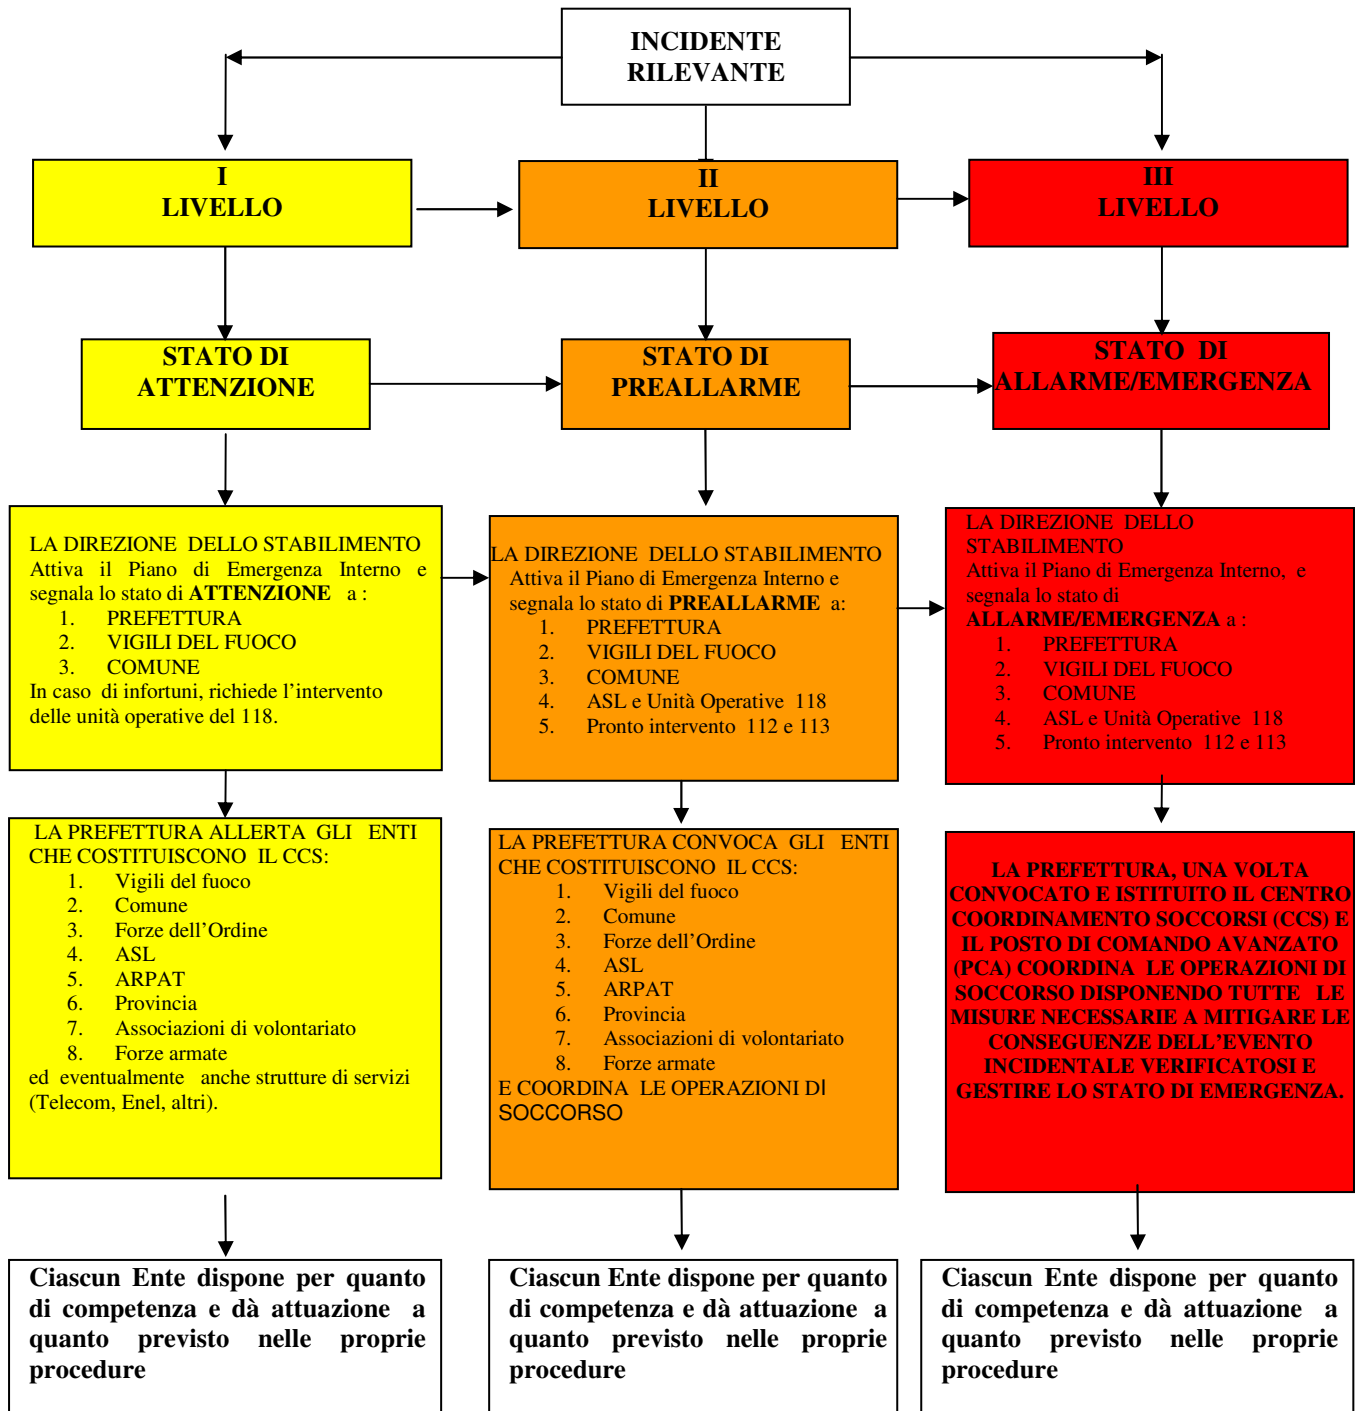 INCIDENTE
RILEVANTE
I
LIVELLO
II
LIVELLO
III
LIVELLO
STATO DI
ATTENZIONE
STATO DI
PREALLARME
STATO DI
ALLARME/EMERGENZA
LA DIREZIONE DELLO STABILIMENTO
Attiva il Piano di Emergenza Interno e
segnala lo stato di ATTENZIONE a :
1. PREFETTURA
2. VIGILI DEL FUOCO
3. COMUNE
In caso di infortuni, richiede l’intervento
delle unità operative del 118.
LA DIREZIONE DELLO STABILIMENTO
Attiva il Piano di Emergenza Interno e
segnala lo stato di PREALLARME a:
1. PREFETTURA
2. VIGILI DEL FUOCO
3. COMUNE
4. ASL e Unità Operative 118
5. Pronto intervento 112 e 113
LA DIREZIONE DELLO
STABILIMENTO
Attiva il Piano di Emergenza Interno, e
segnala lo stato di
ALLARME/EMERGENZA a :
1. PREFETTURA
2. VIGILI DEL FUOCO
3. COMUNE
4. ASL e Unità Operative 118
5. Pronto intervento 112 e 113
LA PREFETTURA ALLERTA GLI ENTI
CHE COSTITUISCONO IL CCS:
1. Vigili del fuoco
2. Comune
3. Forze dell’Ordine
4. ASL
5. ARPAT
6. Provincia
7. Associazioni di volontariato
8. Forze armate
ed eventualmente anche strutture di servizi
(Telecom, Enel, altri).
LA PREFETTURA CONVOCA GLI ENTI
CHE COSTITUISCONO IL CCS:
1. Vigili del fuoco
2. Comune
3. Forze dell’Ordine
4. ASL
5. ARPAT
6. Provincia
7. Associazioni di volontariato
8. Forze armate
E COORDINA LE OPERAZIONI DI
SOCCORSO
LA PREFETTURA, UNA VOLTA
CONVOCATO E ISTITUITO IL CENTRO
COORDINAMENTO SOCCORSI (CCS) E
IL POSTO DI COMANDO AVANZATO
(PCA) COORDINA LE OPERAZIONI DI
SOCCORSO DISPONENDO TUTTE LE
MISURE NECESSARIE A MITIGARE LE
CONSEGUENZE DELL’EVENTO
INCIDENTALE VERIFICATOSI E
GESTIRE LO STATO DI EMERGENZA.
Ciascun Ente dispone per quanto
di competenza e dà attuazione a
quanto previsto nelle proprie
procedure
Ciascun Ente dispone per quanto
di competenza e dà attuazione a
quanto previsto nelle proprie
procedure
Ciascun Ente dispone per quanto
di competenza e dà attuazione a
quanto previsto nelle proprie
procedure